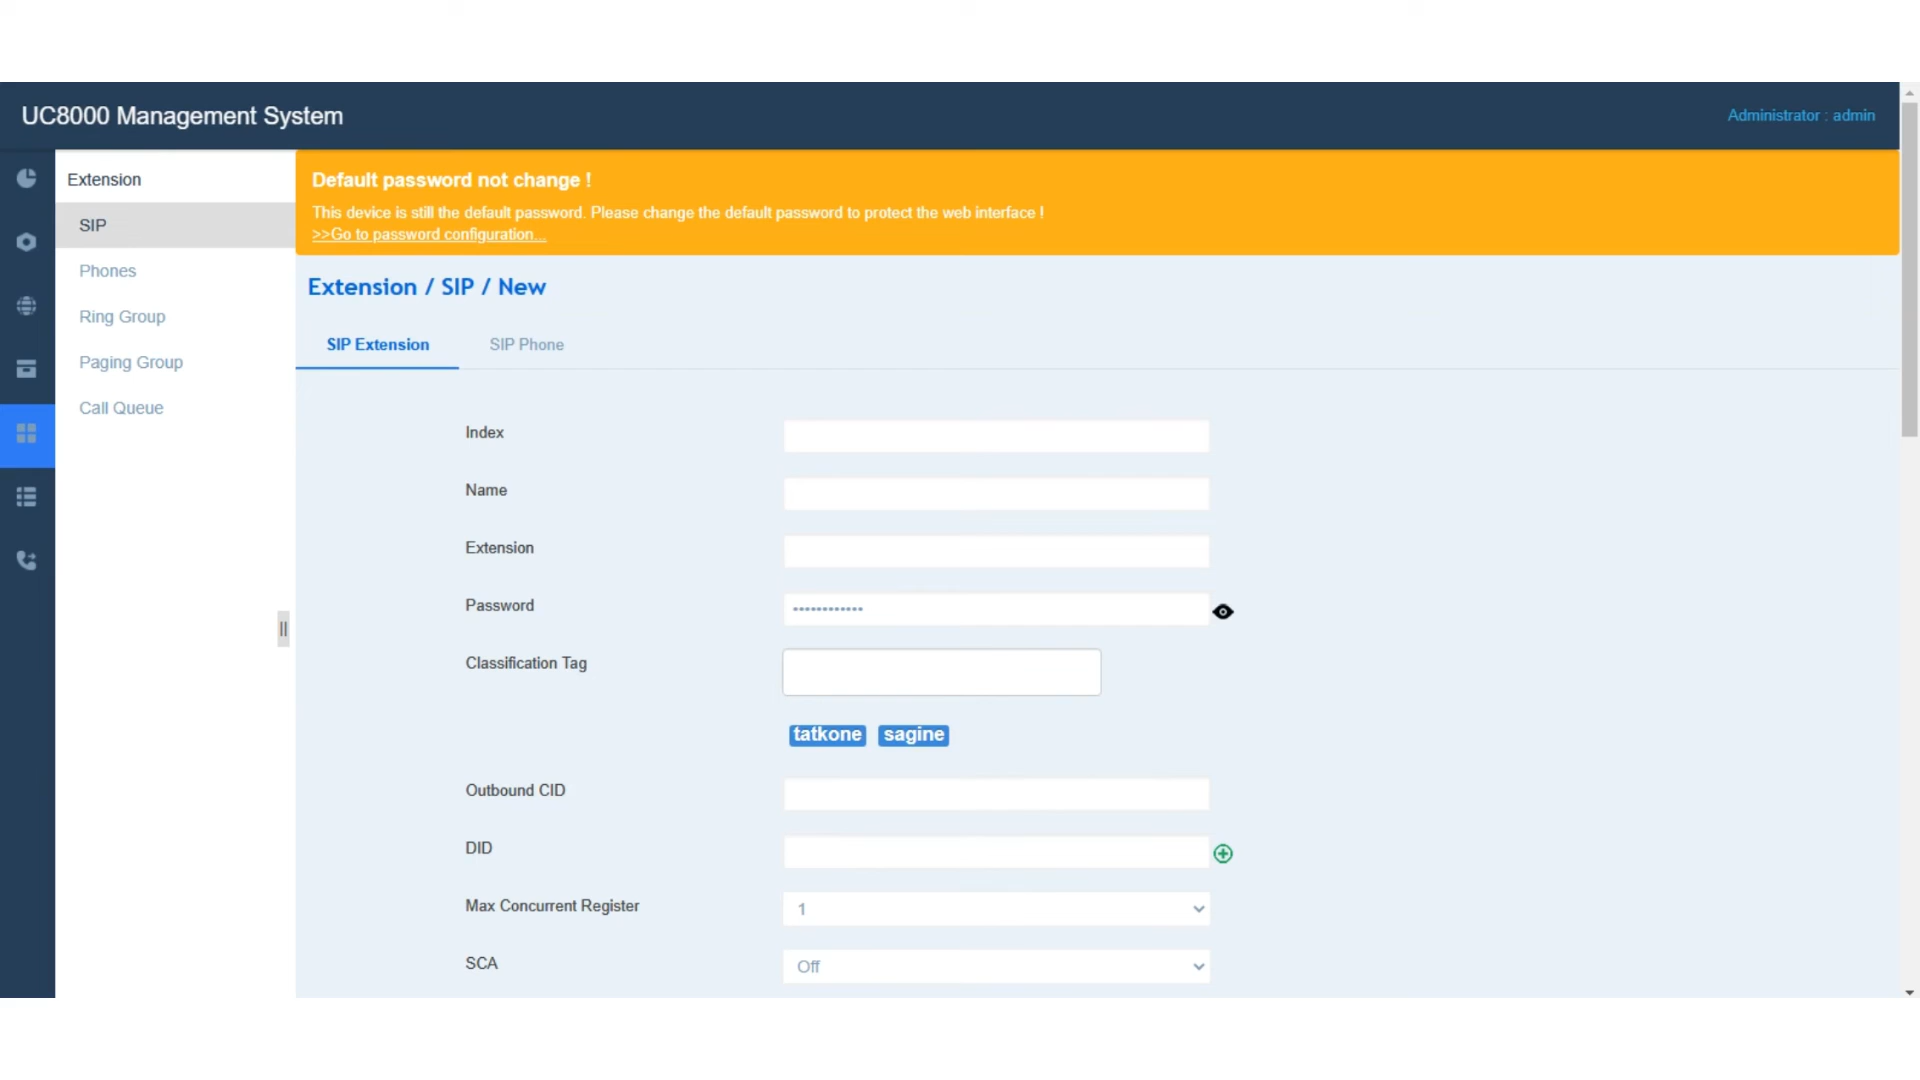 UC8000 Management System
Administrator : admin
Extension
SIP
Phones
Ring Group
Paging Group
Call Queue
Default password not change !
This device is still the default password. Please change the default password to protect the web interface !
>>Go to password configuration...
Extension / SIP / New
SIP Extension
SIP Phone
Index
Name
Extension
Password
************
Classification Tag
tatkone
sagine
Outbound CID
DID
Max Concurrent Register
1
SCA
Off